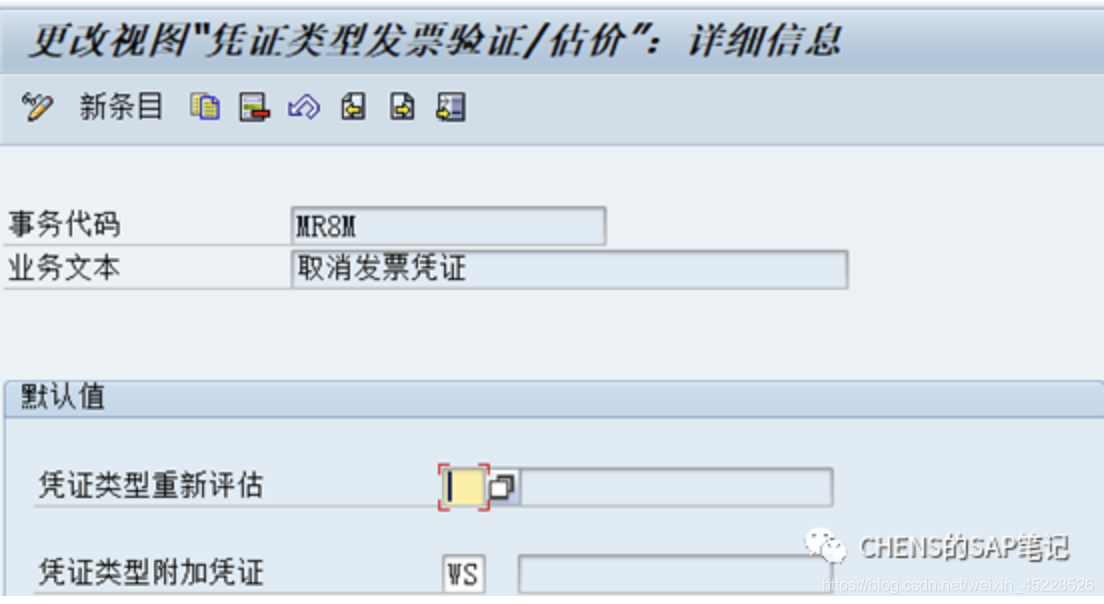 更改视图"凭证类型发票验证/估价"：详细信息
新条目
事务代码 MR8M
业务文本 取消发票凭证
默认值
凭证类型重新评估
CHENS的SAP笔记
凭证类型附加凭证 WS
https://blog.csdn.net/weixin_45228526